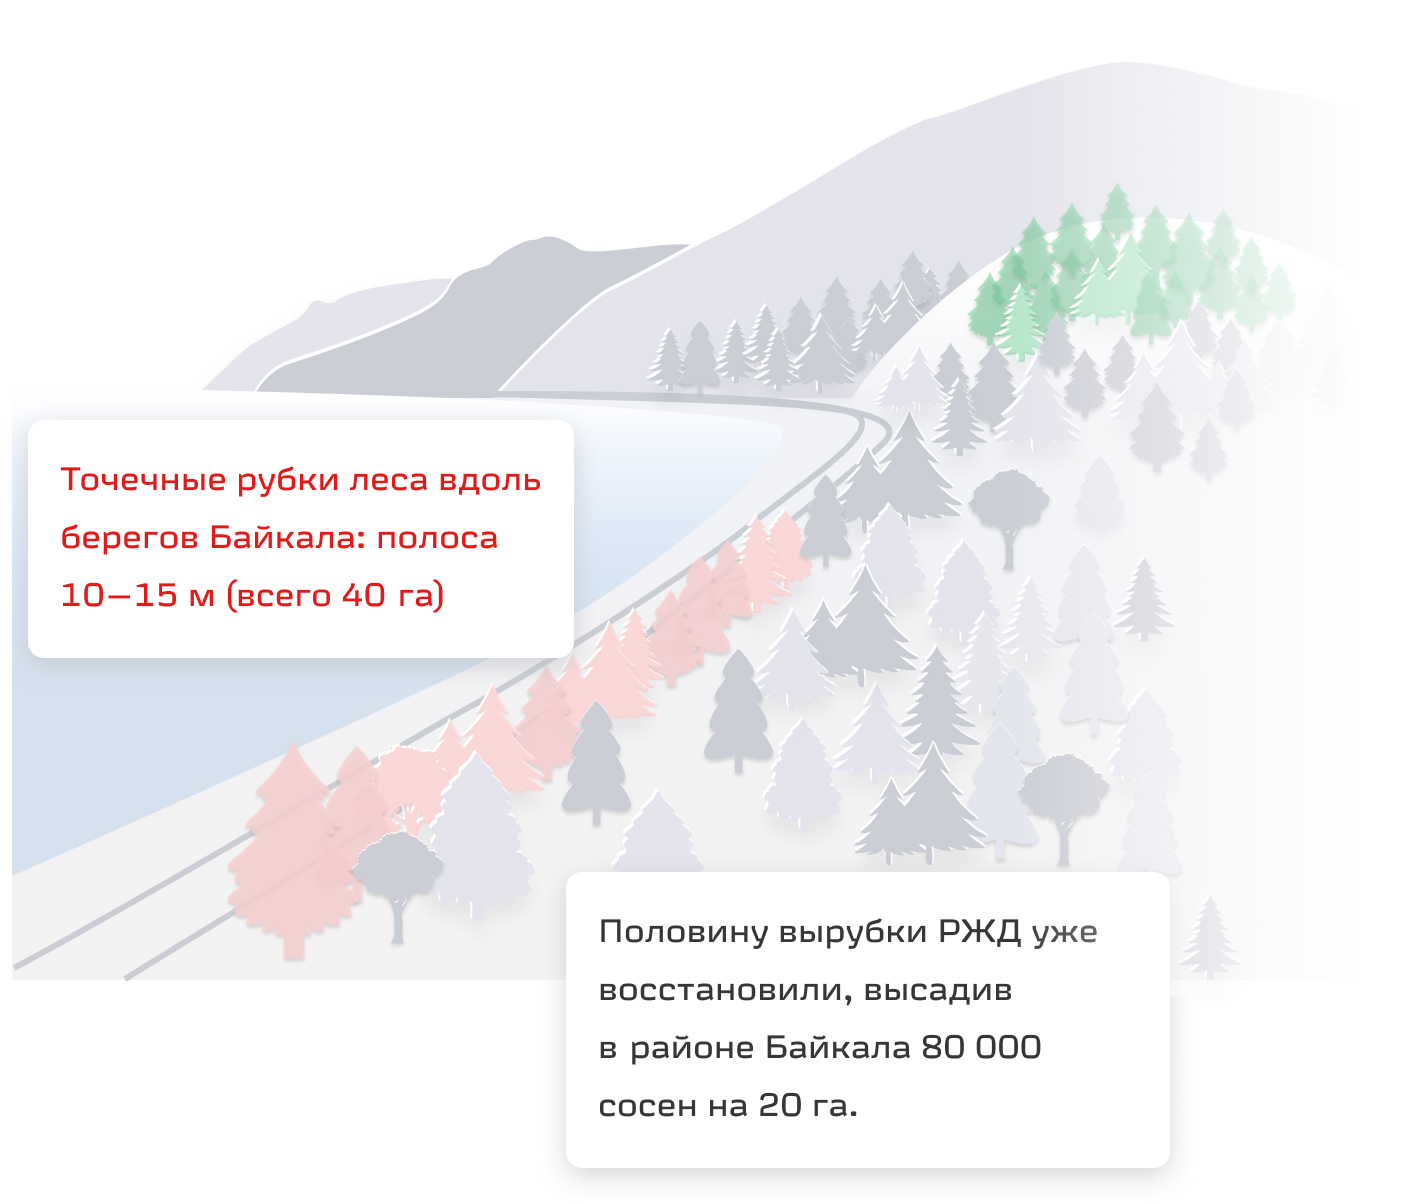 Точечные рубки леса вдоль
берегов Байкала: полоса
10–15 м (всего 40 га)
Половину вырубки РЖД уже
восстановили, высадив
в районе Байкала 80 000
сосен на 20 га.